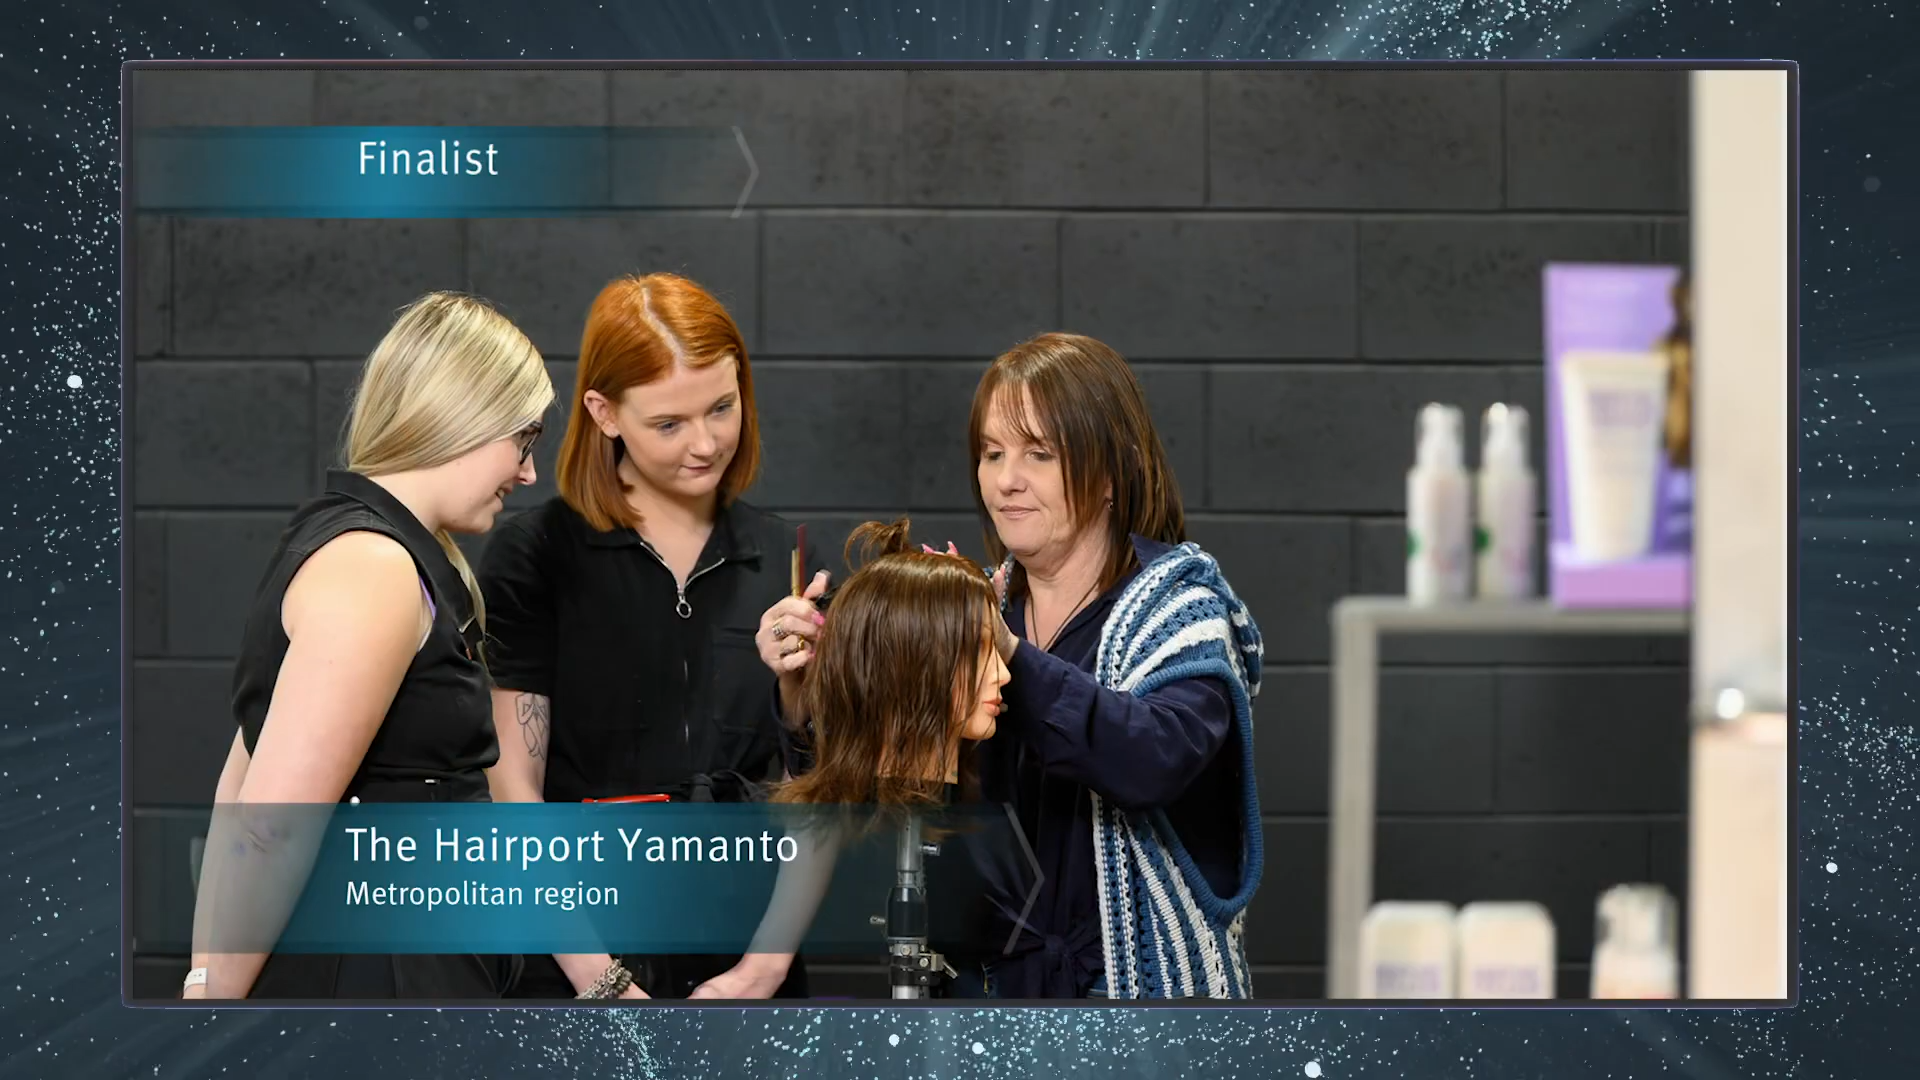 Finalist
The Hairport Yamanto
Metropolitan region